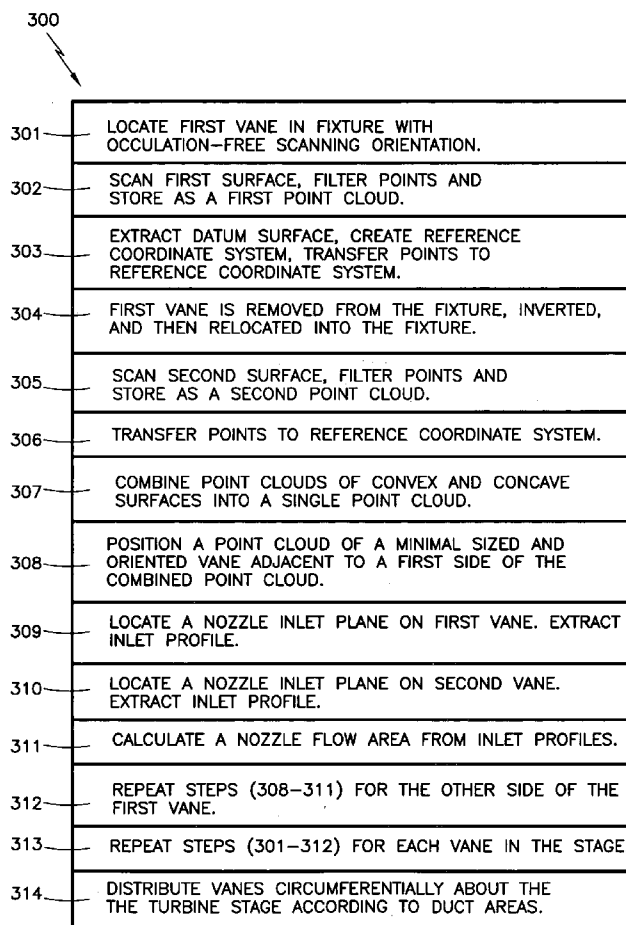 300
301
LOCATE FIRST VANE IN FIXTURE WITH
OCCULATION-FREE SCANNING ORIENTATION.
302
SCAN FIRST SURFACE, FILTER POINTS AND
STORE AS A FIRST POINT CLOUD.
303
EXTRACT DATUM SURFACE, CREATE REFERENCE
COORDINATE SYSTEM, TRANSFER POINTS TO
REFERENCE COORDINATE SYSTEM.
304
FIRST VANE IS REMOVED FROM THE FIXTURE, INVERTED,
AND THEN RELOCATED INTO THE FIXTURE.
305
SCAN SECOND SURFACE, FILTER POINTS AND
STORE AS A SECOND POINT CLOUD.
306
TRANSFER POINTS TO REFERENCE COORDINATE SYSTEM.
307
COMBINE POINT CLOUDS OF CONVEX AND CONCAVE
SURFACES INTO A SINGLE POINT CLOUD.
308
POSITION A POINT CLOUD OF A MINIMAL SIZED AND
ORIENTED VANE ADJACENT TO A FIRST SIDE OF THE
COMBINED POINT CLOUD.
309
LOCATE A NOZZLE INLET PLANE ON FIRST VANE. EXTRACT
INLET PROFILE.
310
LOCATE A NOZZLE INLET PLANE ON SECOND VANE.
EXTRACT INLET PROFILE.
311
CALCULATE A NOZZLE FLOW AREA FROM INLET PROFILES.
312
REPEAT STEPS (308-311) FOR THE OTHER SIDE OF THE
FIRST VANE.
313
REPEAT STEPS (301-312) FOR EACH VANE IN THE STAGE
314
DISTRIBUTE VANES CIRCUMFERENTIALLY ABOUT THE
THE TURBINE STAGE ACCORDING TO DUCT AREAS.